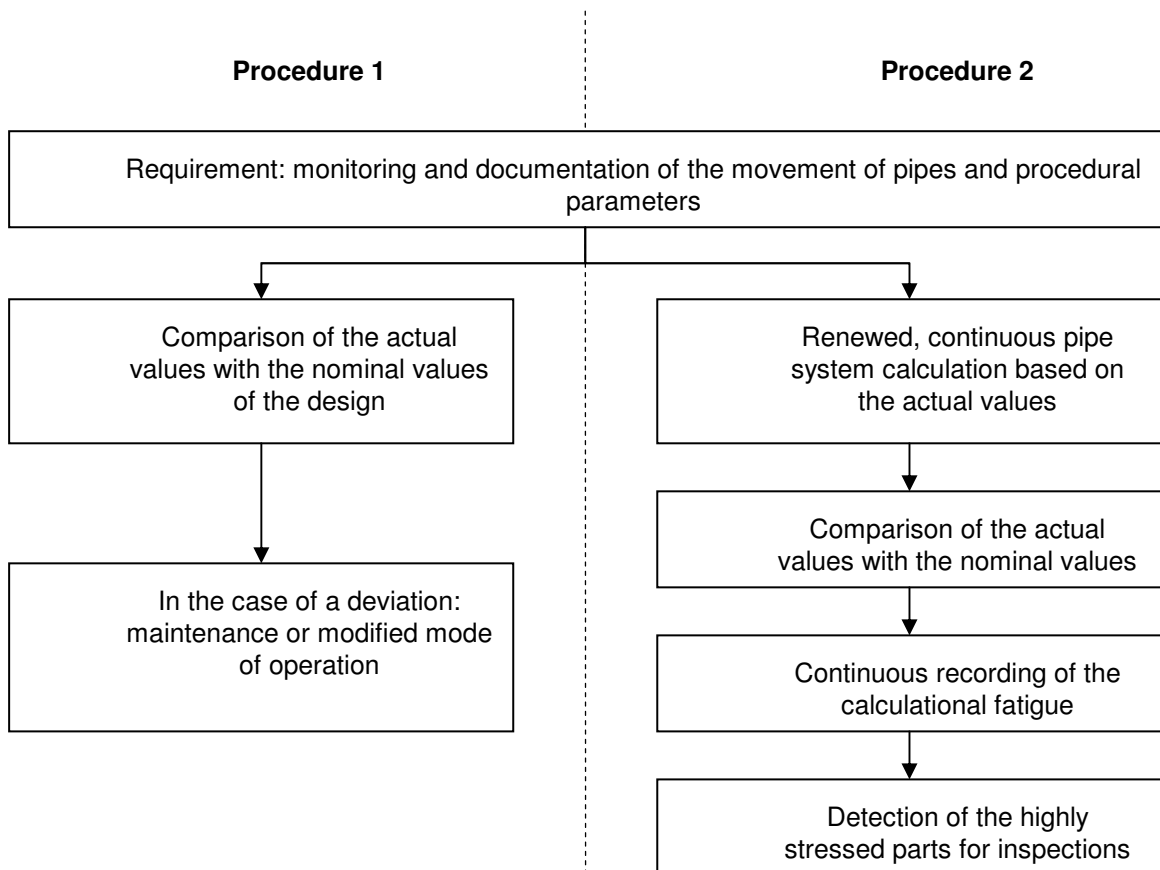 Procedure 1
Procedure 2
Requirement: monitoring and documentation of the movement of pipes and procedural
parameters
Comparison of the actual
values with the nominal values
of the design
In the case of a deviation:
maintenance or modified mode
of operation
Renewed, continuous pipe
system calculation based on
the actual values
Comparison of the actual
values with the nominal values
Continuous recording of the
calculational fatigue
Detection of the highly
stressed parts for inspections